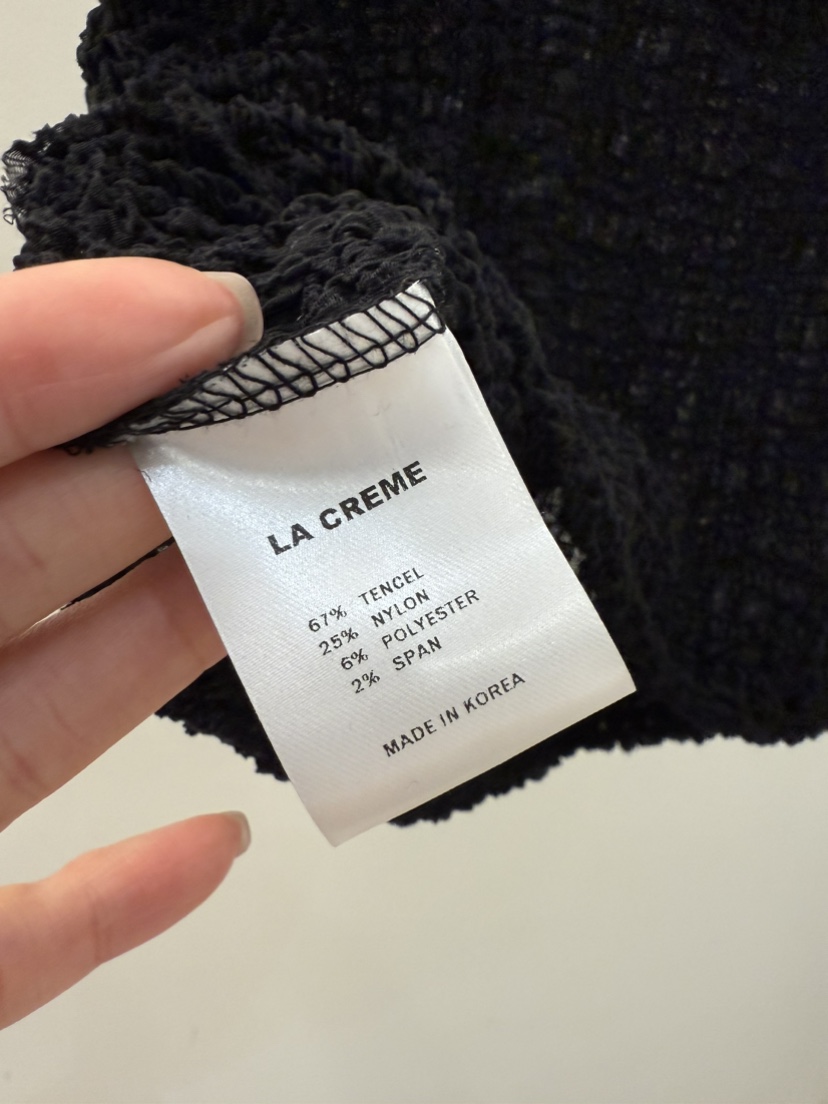 LA CREME
67% TENCEL
25% NYLON
6% POLYESTER
2% SPAN
MADE IN KOREA